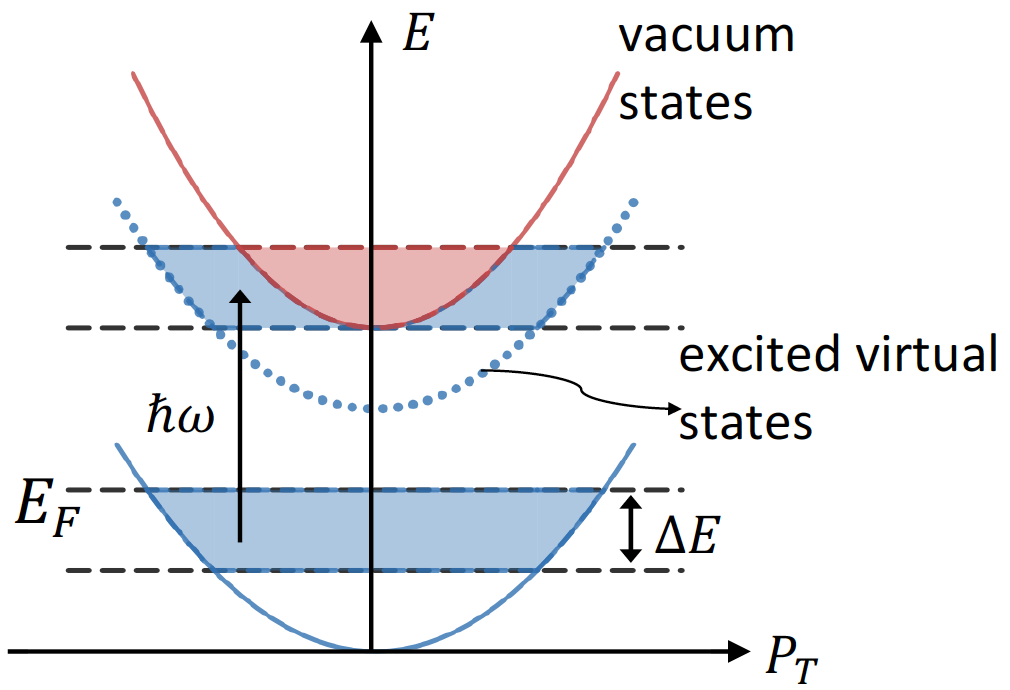 E
vacuum
states
excited virtual
states
ħω
E_F
ΔE
P_T